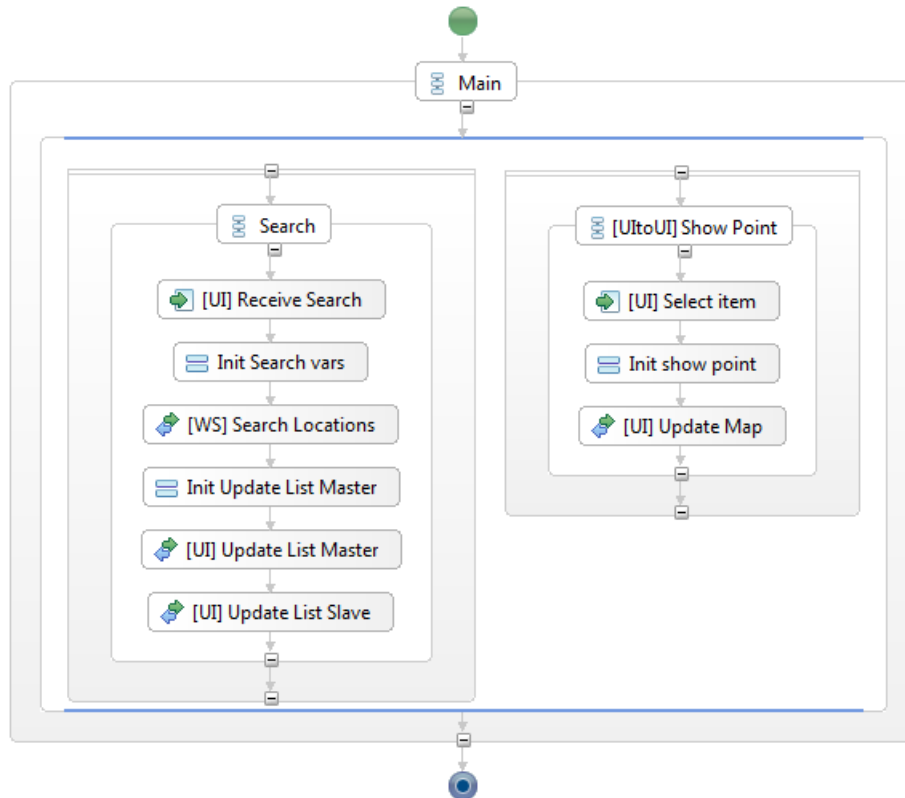 Main
Search
[UI] Receive Search
Init Search vars
[WS] Search Locations
Init Update List Master
[UI] Update List Master
[UI] Update List Slave
[UItoUI] Show Point
[UI] Select item
Init show point
[UI] Update Map